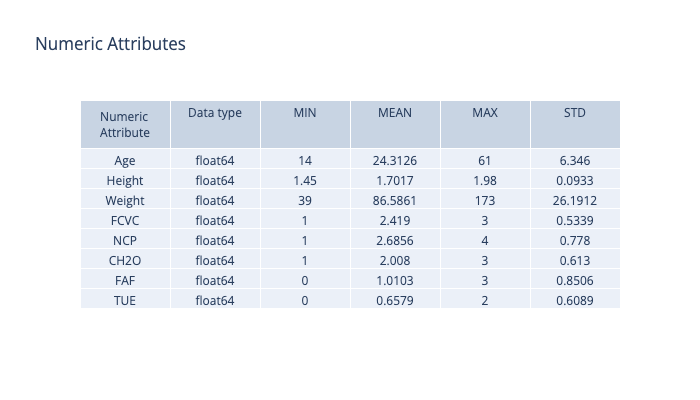 Numeric Attributes
Numeric Attribute Data type MIN MEAN MAX STD
Age float64 14 24.3126 61 6.346
Height float64 1.45 1.7017 1.98 0.0933
Weight float64 39 86.5861 173 26.1912
FCVC float64 1 2.419 3 0.5339
NCP float64 1 2.6856 4 0.778
CH2O float64 1 2.008 3 0.613
FAF float64 0 1.0103 3 0.8506
TUE float64 0 0.6579 2 0.6089